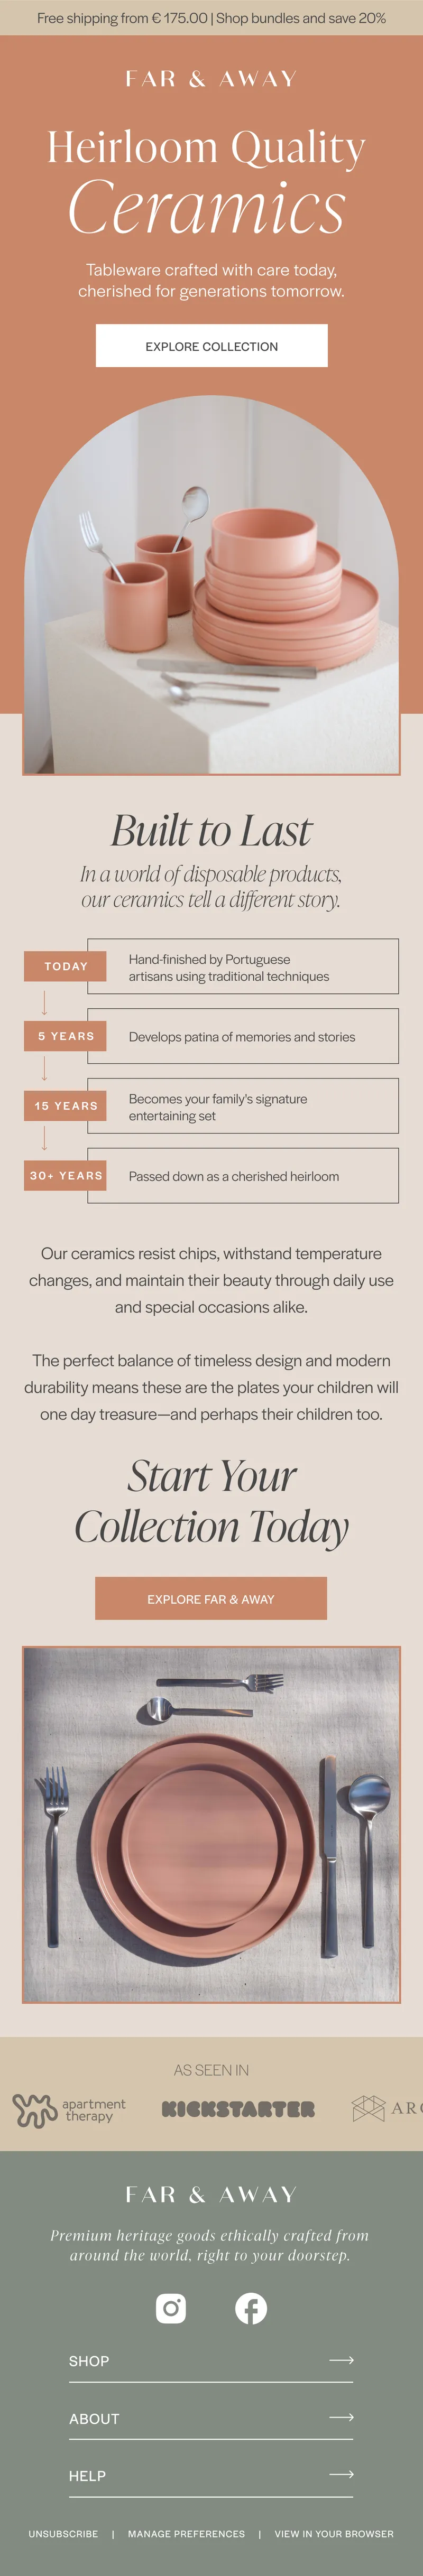 Free shipping from € 175.00 | Shop bundles and save 20%
FAR & AWAY
Heirloom Quality
Ceramics
Tableware crafted with care today,
cherished for generations tomorrow.
EXPLORE COLLECTION
Built to Last
In a world of disposable products,
our ceramics tell a different story.
TODAY
Hand-finished by Portuguese
artisans using traditional techniques
5 YEARS
Develops patina of memories and stories
15 YEARS
Becomes your family's signature
entertaining set
30+ YEARS
Passed down as a cherished heirloom
Our ceramics resist chips, withstand temperature
changes, and maintain their beauty through daily use
and special occasions alike.
The perfect balance of timeless design and modern
durability means these are the plates your children will
one day treasure—and perhaps their children too.
Start Your
Collection Today
EXPLORE FAR & AWAY
AS SEEN IN
apartment
therapy
KICKSTARTER
FAR & AWAY
Premium heritage goods ethically crafted from
around the world, right to your doorstep.
SHOP
ABOUT
HELP
UNSUBSCRIBE | MANAGE PREFERENCES | VIEW IN YOUR BROWSER